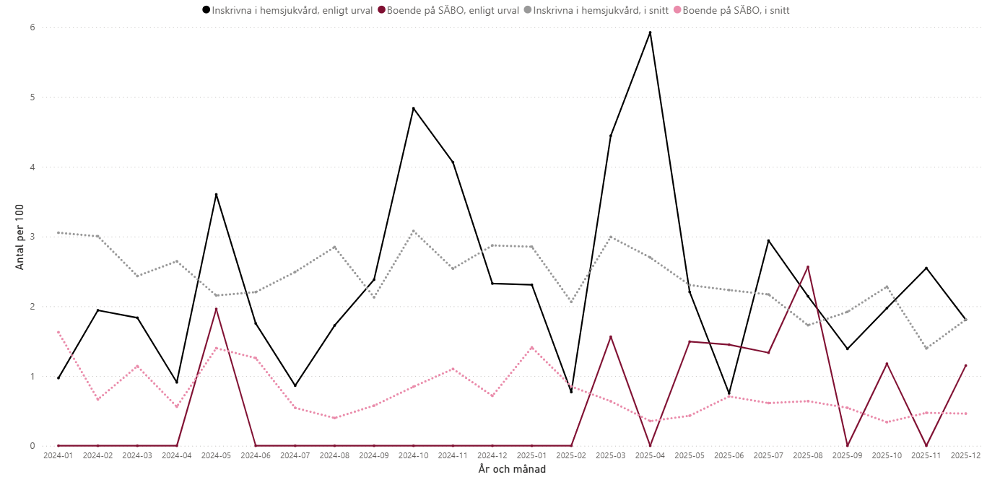 Inskrivna i hemsjukvård, enligt urval Boende på SÄBO, enligt urval Inskrivna i hemsjukvård, i snitt Boende på SÄBO, i snitt
6
5
4
3
2
1
0
Antal per 100
2024-01 2024-02 2024-03 2024-04 2024-05 2024-06 2024-07 2024-08 2024-09 2024-10 2024-11 2024-12 2025-01 2025-02 2025-03 2025-04 2025-05 2025-06 2025-07 2025-08 2025-09 2025-10 2025-11 2025-12
År och månad